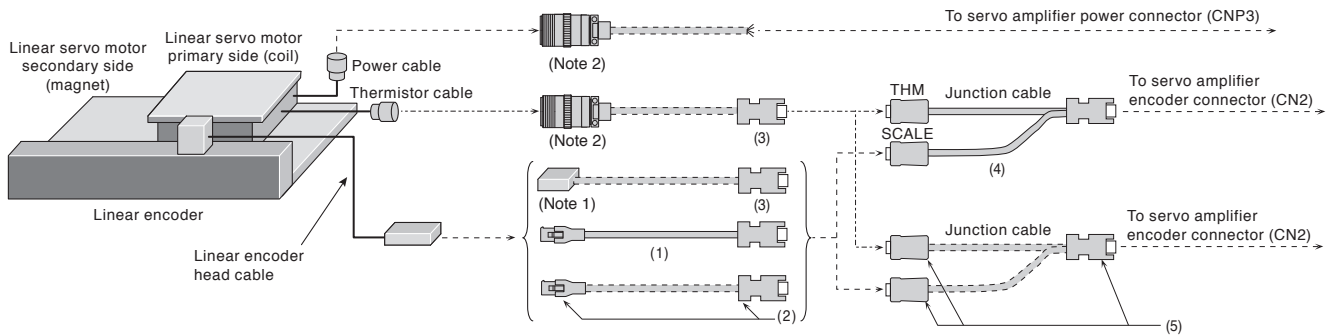 Linear servo motor
secondary side
(magnet)
Linear servo motor
primary side (coil)
Power cable
Thermistor cable
Linear encoder
Linear encoder
head cable
(Note 2)
To servo amplifier power connector (CNP3)
(Note 2)
(3)
THM
Junction cable
SCALE
(4)
To servo amplifier
encoder connector (CN2)
(Note 1)
(3)
(1)
(2)
Junction cable
To servo amplifier
encoder connector (CN2)
(5)